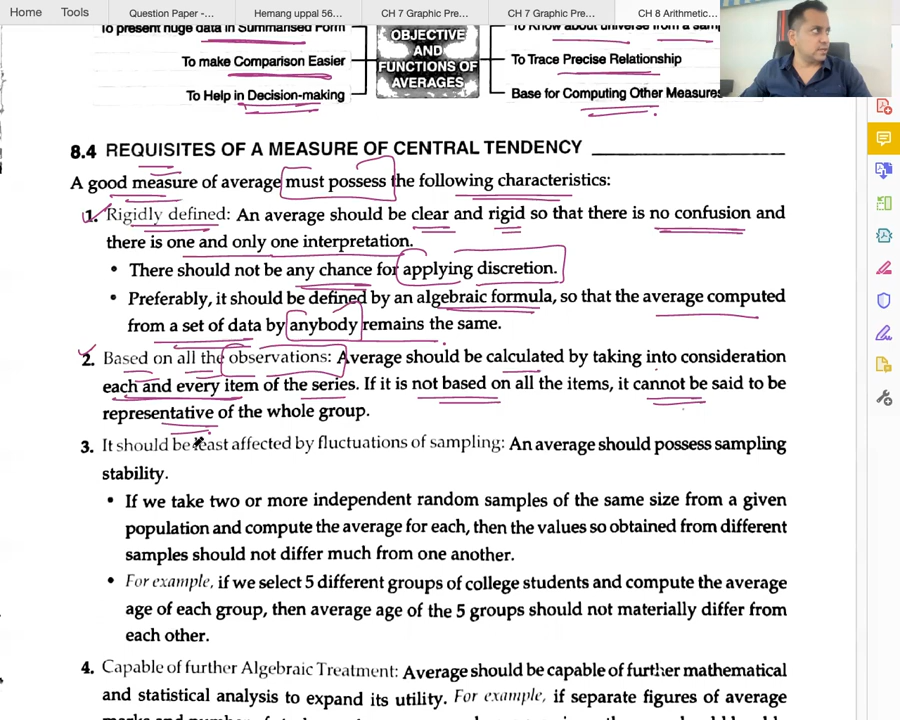 Home Tools Question Paper -... Hemang uppal 56... CH 7 Graphic Pre... CH 7 Graphic Pre... CH 8 Arithmetic...
To present huge data in Summarised Form
OBJECTIVE
To Know about universe from a sam
AND
To make Comparison Easier
FUNCTIONS OF
To Trace Precise Relationship
AVERAGES
To Help in Decision-making
Base for Computing Other Measures
8.4 REQUISITES OF A MEASURE OF CENTRAL TENDENCY
A good measure of average must possess the following characteristics:
1. Rigidly defined: An average should be clear and rigid so that there is no confusion and
there is one and only one interpretation.
• There should not be any chance for applying discretion.
• Preferably, it should be defined by an algebraic formula, so that the average computed
from a set of data by anybody remains the same.
2. Based on all the observations: Average should be calculated by taking into consideration
each and every item of the series. If it is not based on all the items, it cannot be said to be
representative of the whole group.
3. It should be least affected by fluctuations of sampling: An average should possess sampling
stability.
• If we take two or more independent random samples of the same size from a given
population and compute the average for each, then the values so obtained from different
samples should not differ much from one another.
• For example, if we select 5 different groups of college students and compute the average
age of each group, then average age of the 5 groups should not materially differ from
each other.
4. Capable of further Algebraic Treatment: Average should be capable of further mathematical
and statistical analysis to expand its utility. For example, if separate figures of average